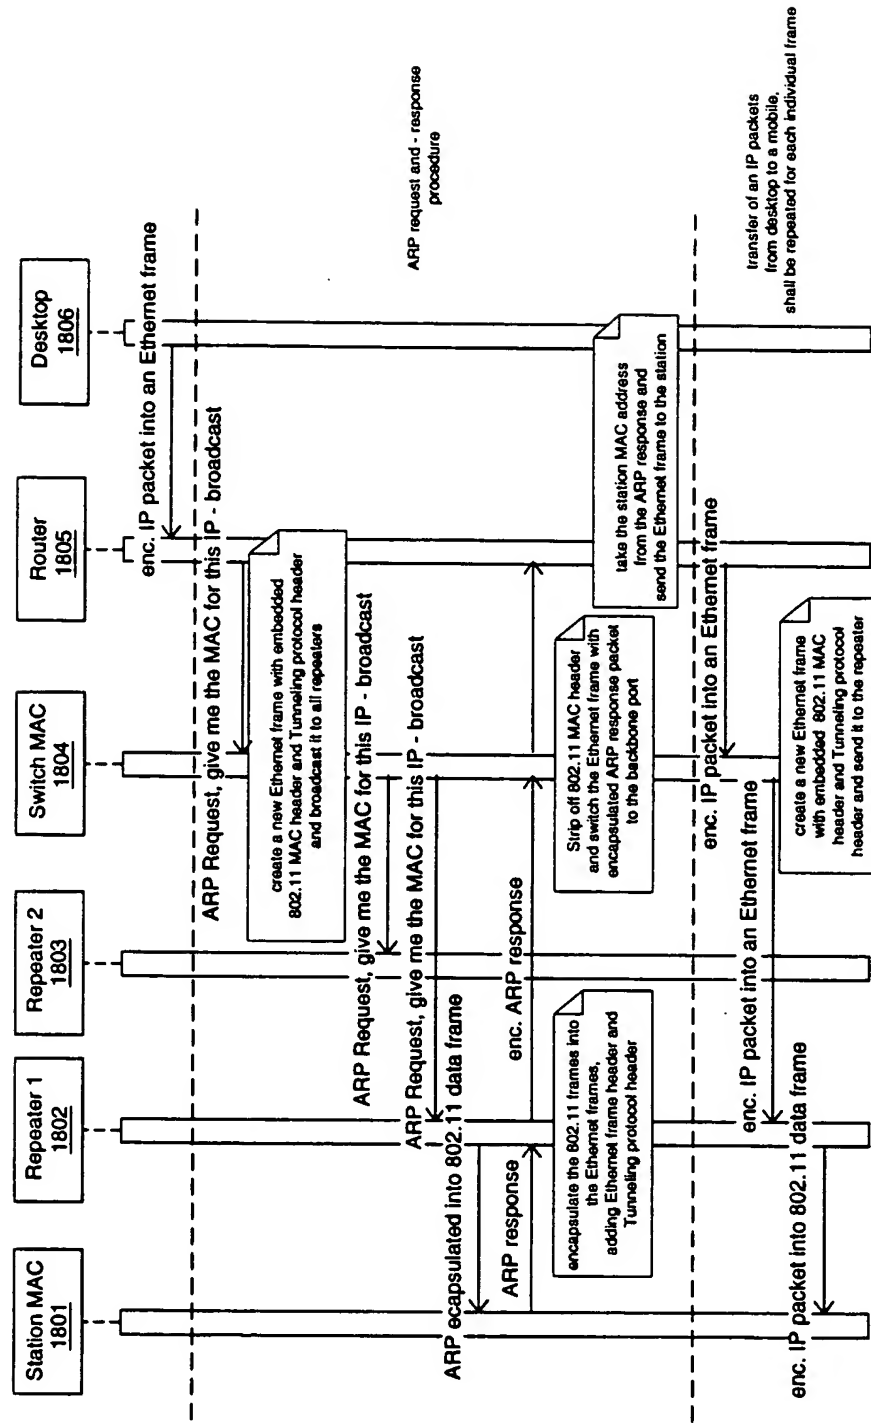 Station MAC
1801
Repeater 1
1802
Repeater 2
1803
Switch MAC
1804
Router
1805
Desktop
1806
enc. IP packet into an Ethernet frame
ARP Request, give me the MAC for this IP - broadcast
create a new Ethernet frame with embedded
802.11 MAC header and Tunneling protocol header
and broadcast it to all repeaters
ARP Request, give me the MAC for this IP - broadcast
ARP Request, give me the MAC for this IP - broadcast
ARP ecapsulated into 802.11 data frame
ARP response
enc. ARP response
encapsulate the 802.11 frames into
the Ethernet frames,
adding Ethernet frame header and
Tunneling protocol header
Strip off 802.11 MAC header
and switch the Ethernet frame with
encapsulated ARP response packet
to the backbone port
take the station MAC address
from the ARP response and
send the Ethernet frame to the station
ARP request and - response
procedure
enc. IP packet into an Ethernet frame
enc. IP packet into an Ethernet frame
create a new Ethernet frame
with embedded 802.11 MAC
header and Tunneling protocol
header and send it to the repeater
enc. IP packet into 802.11 data frame
transfer of an IP packets
from desktop to a mobile,
shall be repeated for each individual frame